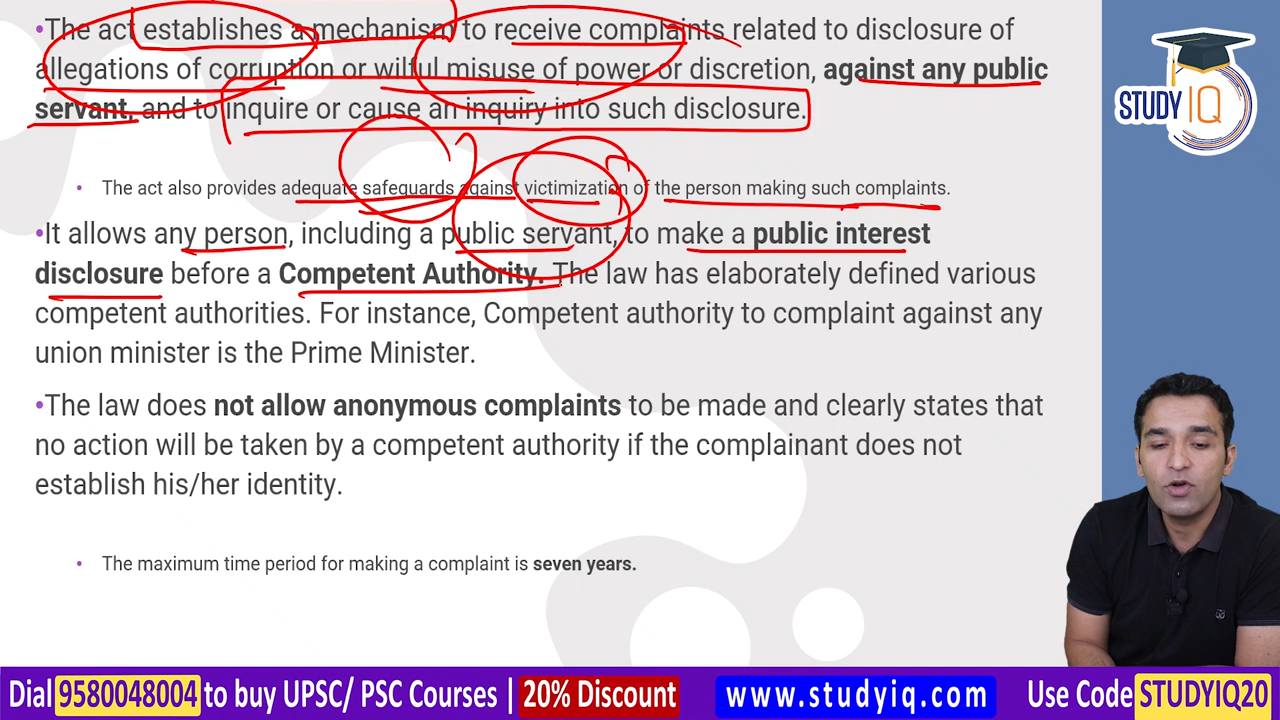 •The act establishes a mechanism to receive complaints related to disclosure of
allegations of corruption or wilful misuse of power or discretion, against any public
servant, and to inquire or cause an inquiry into such disclosure.
• The act also provides adequate safeguards against victimization of the person making such complaints.
•It allows any person, including a public servant, to make a public interest
disclosure before a Competent Authority. The law has elaborately defined various
competent authorities. For instance, Competent authority to complaint against any
union minister is the Prime Minister.
•The law does not allow anonymous complaints to be made and clearly states that
no action will be taken by a competent authority if the complainant does not
establish his/her identity.
• The maximum time period for making a complaint is seven years.
STUDY IQ
Dial 9580048004 to buy UPSC/ PSC Courses | 20% Discount www.studyiq.com Use Code STUDYIQ20